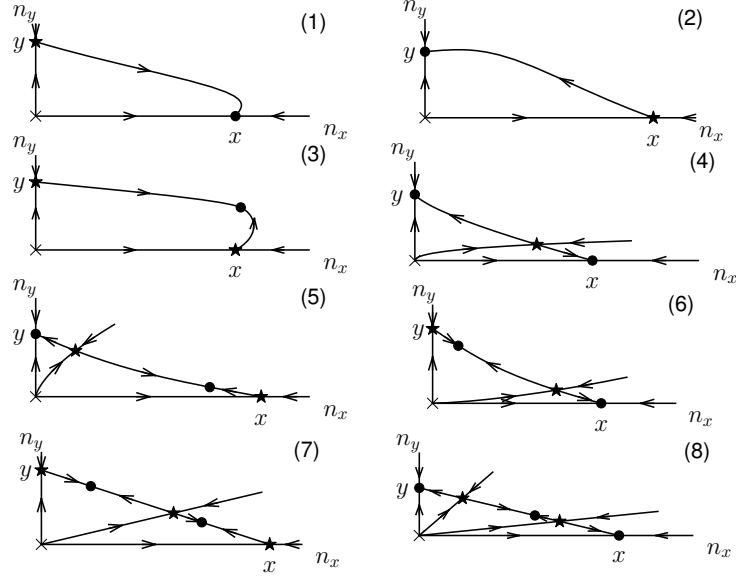 n_y (1)
y
x n_x
n_y (2)
y
x n_x
n_y (3)
y
x n_x
n_y (4)
y
x n_x
n_y (5)
y
x n_x
n_y (6)
y
x n_x
n_y (7)
y
x n_x
n_y (8)
y
x n_x